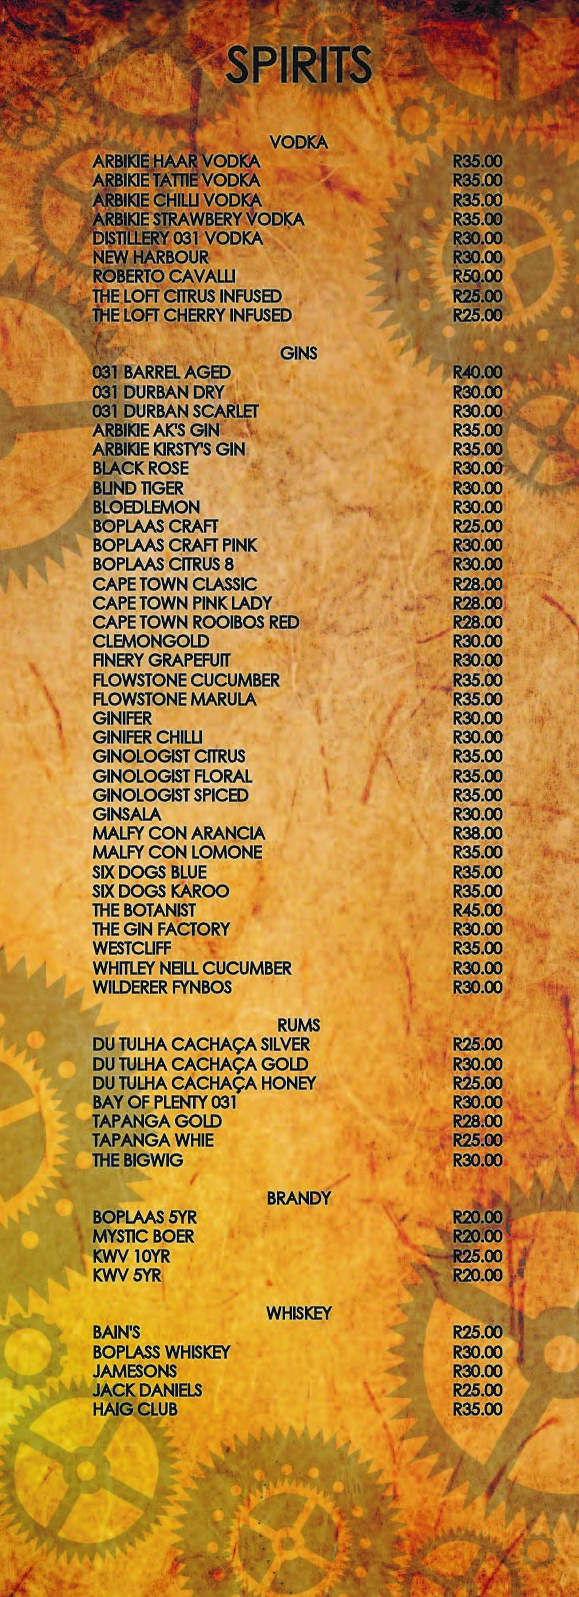 SPIRITS
VODKA
ARBIKIE HAAR VODKA R35.00
ARBIKIE TATTIE VODKA R35.00
ARBIKIE CHILLI VODKA R35.00
ARBIKIE STRAWBERY VODKA R35.00
DISTILLERY 031 VODKA R30.00
NEW HARBOUR R30.00
ROBERTO CAVALLI R50.00
THE LOFT CITRUS INFUSED R25.00
THE LOFT CHERRY INFUSED R25.00
GINS
031 BARREL AGED R40.00
031 DURBAN DRY R30.00
031 DURBAN SCARLET R30.00
ARBIKIE AK'S GIN R35.00
ARBIKIE KIRSTY'S GIN R35.00
BLACK ROSE R30.00
BLIND TIGER R30.00
BLOEDLEMON R30.00
BOPLAAS CRAFT R25.00
BOPLAAS CRAFT PINK R30.00
BOPLAAS CITRUS 8 R30.00
CAPE TOWN CLASSIC R28.00
CAPE TOWN PINK LADY R28.00
CAPE TOWN ROOIBOS RED R28.00
CLEMONGOLD R30.00
FINERY GRAPEFUIT R30.00
FLOWSTONE CUCUMBER R35.00
FLOWSTONE MARULA R35.00
GINIFER R30.00
GINIFER CHILLI R30.00
GINOLOGIST CITRUS R35.00
GINOLOGIST FLORAL R35.00
GINOLOGIST SPICED R35.00
GINSALA R30.00
MALFY CON ARANCIA R38.00
MALFY CON LOMONE R35.00
SIX DOGS BLUE R35.00
SIX DOGS KAROO R35.00
THE BOTANIST R45.00
THE GIN FACTORY R30.00
WESTCLIFF R35.00
WHITLEY NEILL CUCUMBER R30.00
WILDERER FYNBOS R30.00
RUMS
DU TULHA CACHAÇA SILVER R25.00
DU TULHA CACHAÇA GOLD R30.00
DU TULHA CACHAÇA HONEY R25.00
BAY OF PLENTY 031 R30.00
TAPANGA GOLD R28.00
TAPANGA WHIE R25.00
THE BIGWIG R30.00
BRANDY
BOPLAAS 5YR R20.00
MYSTIC BOER R20.00
KWV 10YR R25.00
KWV 5YR R20.00
WHISKEY
BAIN'S R25.00
BOPLASS WHISKEY R30.00
JAMESONS R30.00
JACK DANIELS R25.00
HAIG CLUB R35.00